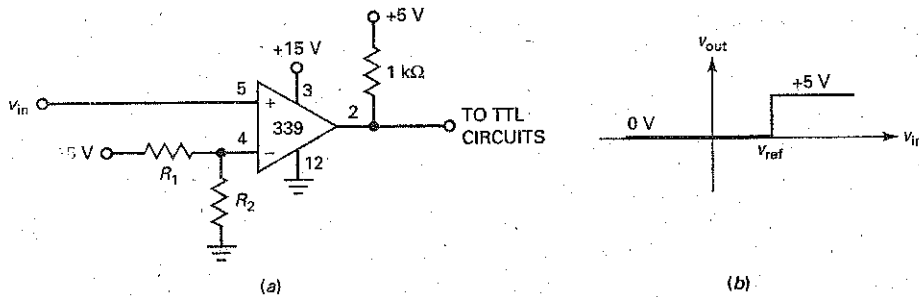 +5 V
+15 V
1 kΩ
v_in
5
+
3
339
2
TO TTL
CIRCUITS
4
−
12
5 V
R1
R2
(a)
v_out
+5 V
0 V
v_ref
v_in
(b)